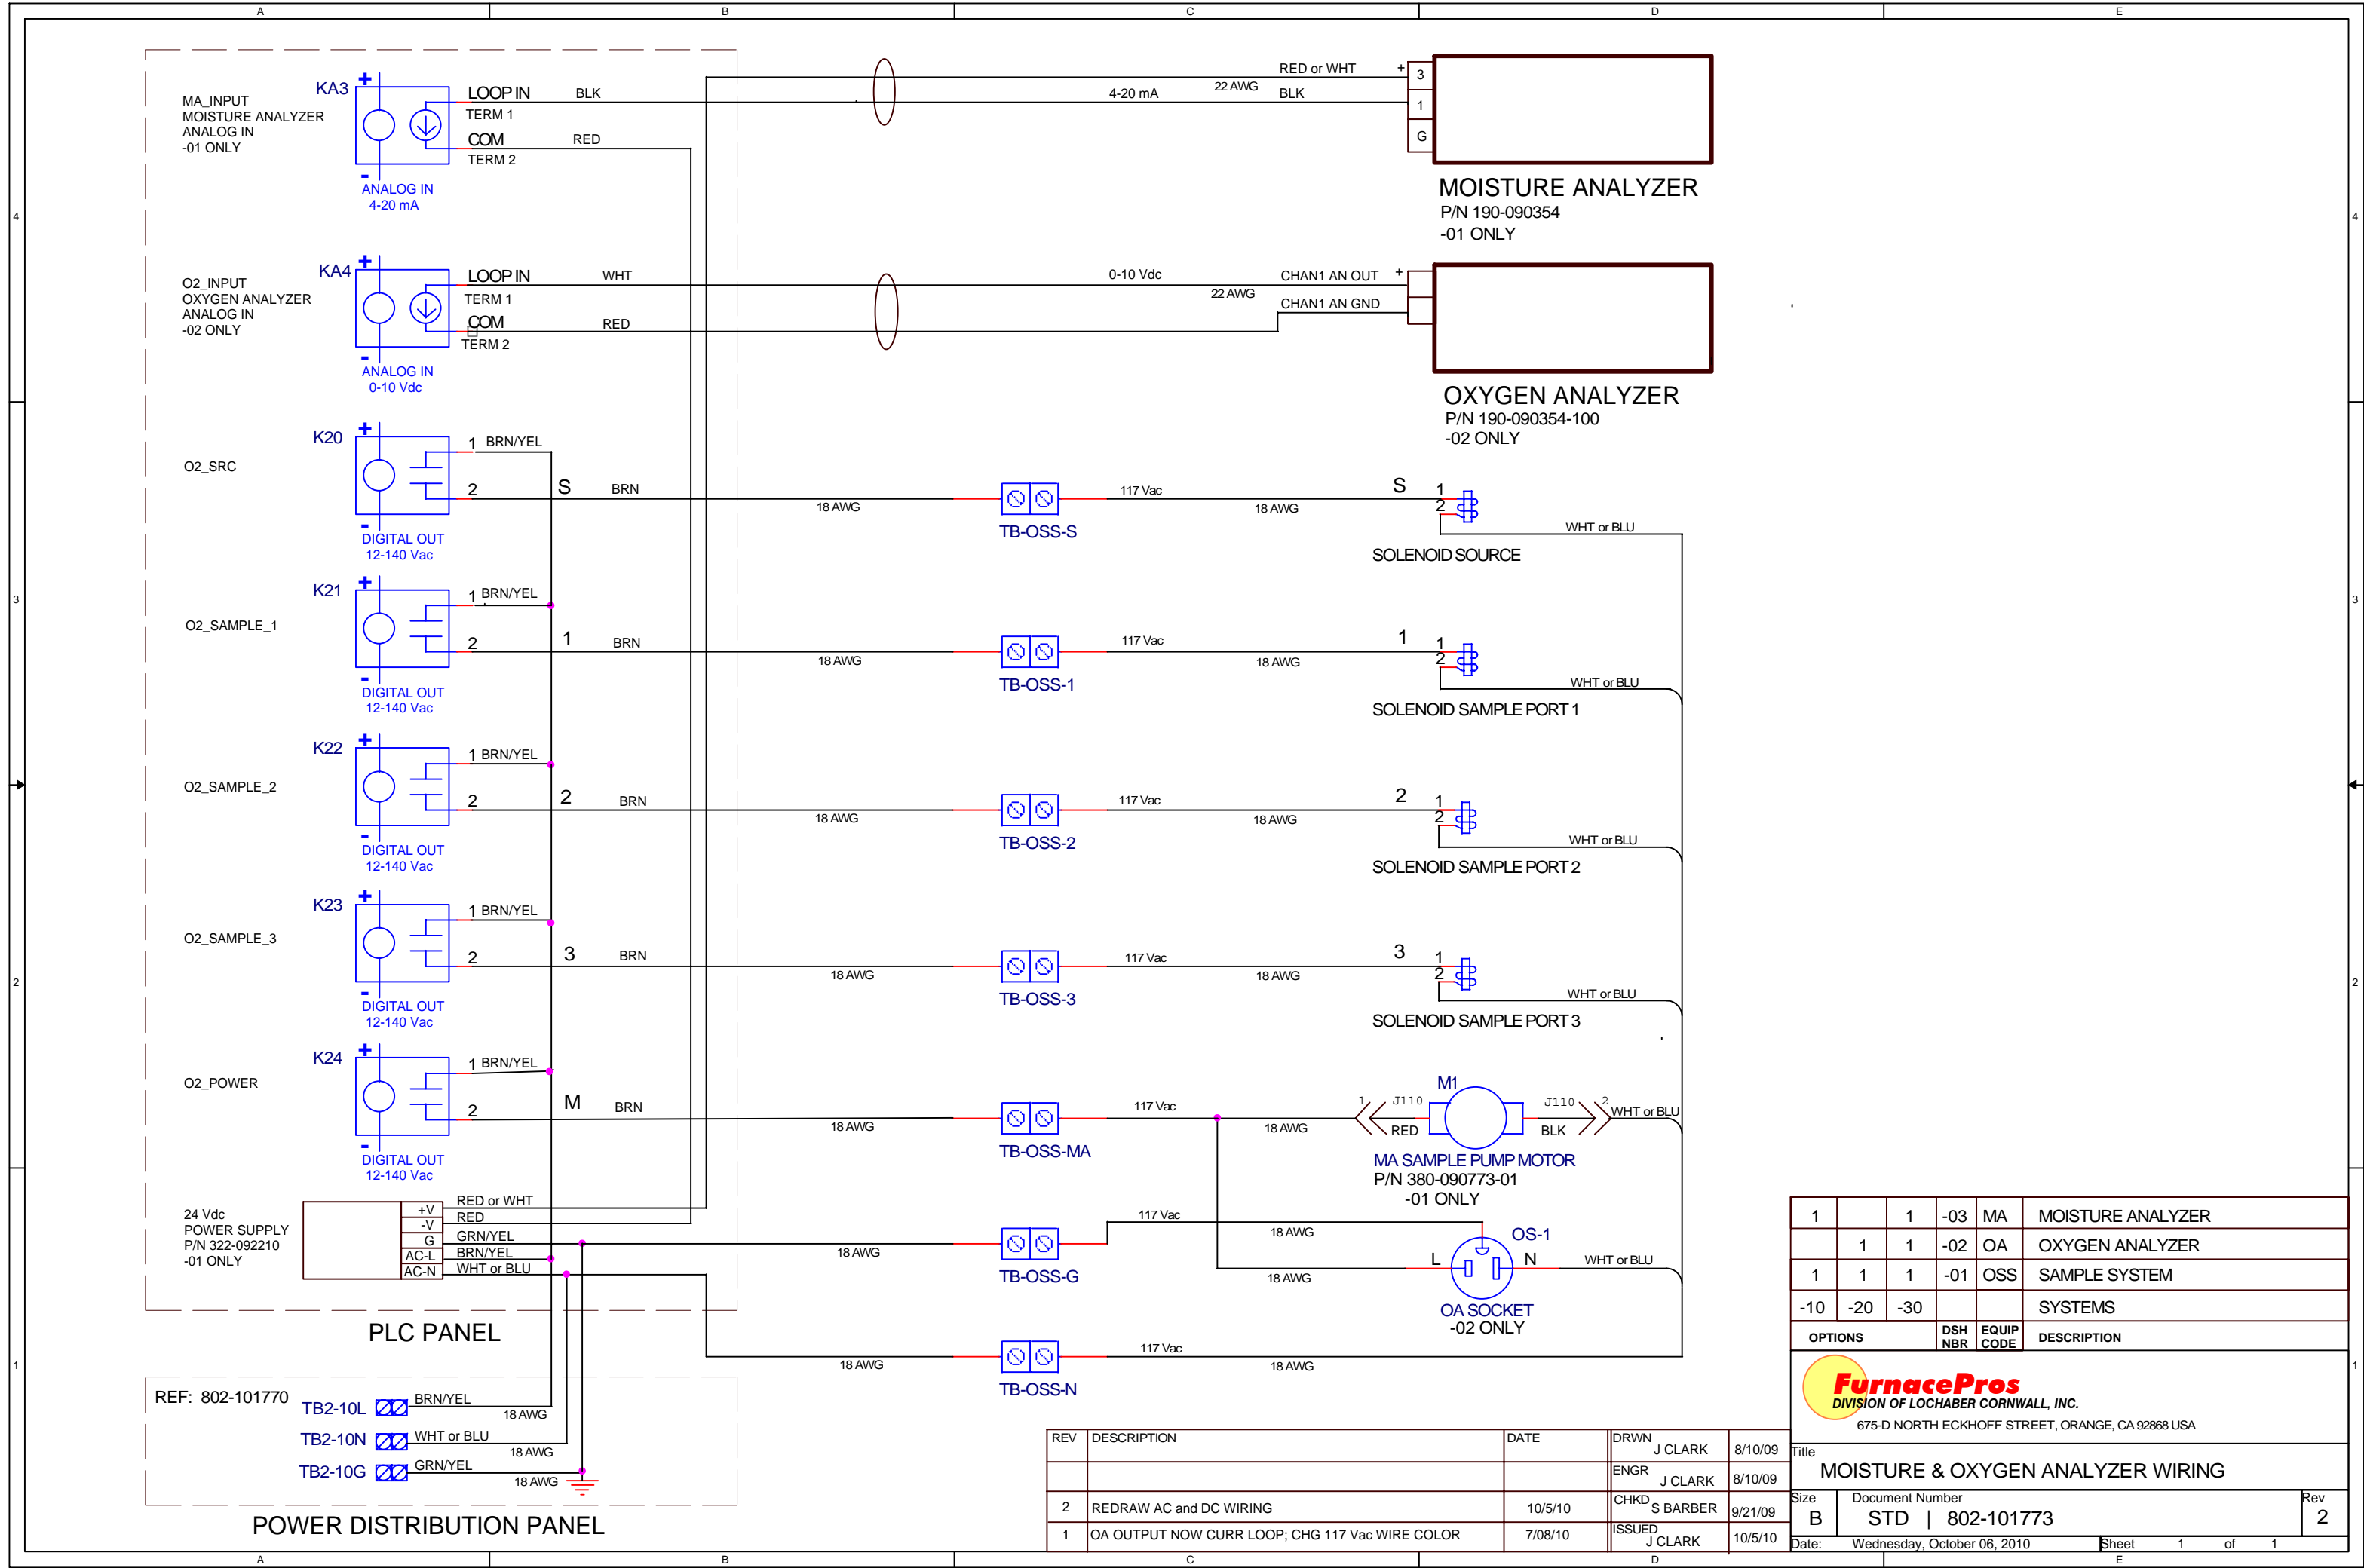 A B C D E
4
3
2
1
MA_INPUT
MOISTURE ANALYZER
ANALOG IN
-01 ONLY
KA3
+
-
LOOP IN
TERM 1
BLK
COM
TERM 2
RED
ANALOG IN
4-20 mA
4-20 mA
22 AWG
RED or WHT
BLK
+
3
1
G
MOISTURE ANALYZER
P/N 190-090354
-01 ONLY
O2_INPUT
OXYGEN ANALYZER
ANALOG IN
-02 ONLY
KA4
+
-
LOOP IN
TERM 1
WHT
COM
TERM 2
RED
ANALOG IN
0-10 Vdc
0-10 Vdc
22 AWG
CHAN1 AN OUT
CHAN1 AN GND
+
OXYGEN ANALYZER
P/N 190-090354-100
-02 ONLY
O2_SRC
K20
+
-
1 BRN/YEL
2 S BRN
18 AWG
DIGITAL OUT
12-140 Vac
TB-OSS-S
117 Vac
18 AWG
S
1
2
WHT or BLU
SOLENOID SOURCE
O2_SAMPLE_1
K21
+
-
1 BRN/YEL
2 1 BRN
18 AWG
DIGITAL OUT
12-140 Vac
TB-OSS-1
117 Vac
18 AWG
1
1
2
WHT or BLU
SOLENOID SAMPLE PORT 1
O2_SAMPLE_2
K22
+
-
1 BRN/YEL
2 2 BRN
18 AWG
DIGITAL OUT
12-140 Vac
TB-OSS-2
117 Vac
18 AWG
2
1
2
WHT or BLU
SOLENOID SAMPLE PORT 2
O2_SAMPLE_3
K23
+
-
1 BRN/YEL
2 3 BRN
18 AWG
DIGITAL OUT
12-140 Vac
TB-OSS-3
117 Vac
18 AWG
3
1
2
WHT or BLU
SOLENOID SAMPLE PORT 3
O2_POWER
K24
+
-
1 BRN/YEL
2 M BRN
18 AWG
DIGITAL OUT
12-140 Vac
TB-OSS-MA
117 Vac
18 AWG
1 J110
RED
M1
J110 2
BLK
WHT or BLU
MA SAMPLE PUMP MOTOR
P/N 380-090773-01
-01 ONLY
24 Vdc
POWER SUPPLY
P/N 322-092210
-01 ONLY
+V RED or WHT
-V RED
G GRN/YEL
AC-L BRN/YEL
AC-N WHT or BLU
18 AWG
TB-OSS-G
117 Vac
18 AWG
18 AWG
OS-1
L N
WHT or BLU
OA SOCKET
-02 ONLY
PLC PANEL
18 AWG
TB-OSS-N
117 Vac
18 AWG
REF: 802-101770
TB2-10L BRN/YEL
18 AWG
TB2-10N WHT or BLU
18 AWG
TB2-10G GRN/YEL
18 AWG
POWER DISTRIBUTION PANEL
1 1 -03 MA MOISTURE ANALYZER
1 1 -02 OA OXYGEN ANALYZER
1 1 1 -01 OSS SAMPLE SYSTEM
-10 -20 -30 SYSTEMS
OPTIONS DSH NBR EQUIP CODE DESCRIPTION
FurnacePros
DIVISION OF LOCHABER CORNWALL, INC.
675-D NORTH ECKHOFF STREET, ORANGE, CA 92868 USA
Title
MOISTURE & OXYGEN ANALYZER WIRING
Size Document Number Rev
B STD | 802-101773 2
Date: Wednesday, October 06, 2010 Sheet 1 of 1
REV DESCRIPTION DATE DRWN J CLARK 8/10/09
ENGR J CLARK 8/10/09
2 REDRAW AC and DC WIRING 10/5/10 CHKD S BARBER 9/21/09
1 OA OUTPUT NOW CURR LOOP; CHG 117 Vac WIRE COLOR 7/08/10 ISSUED J CLARK 10/5/10
4
3
2
1
A B C D E